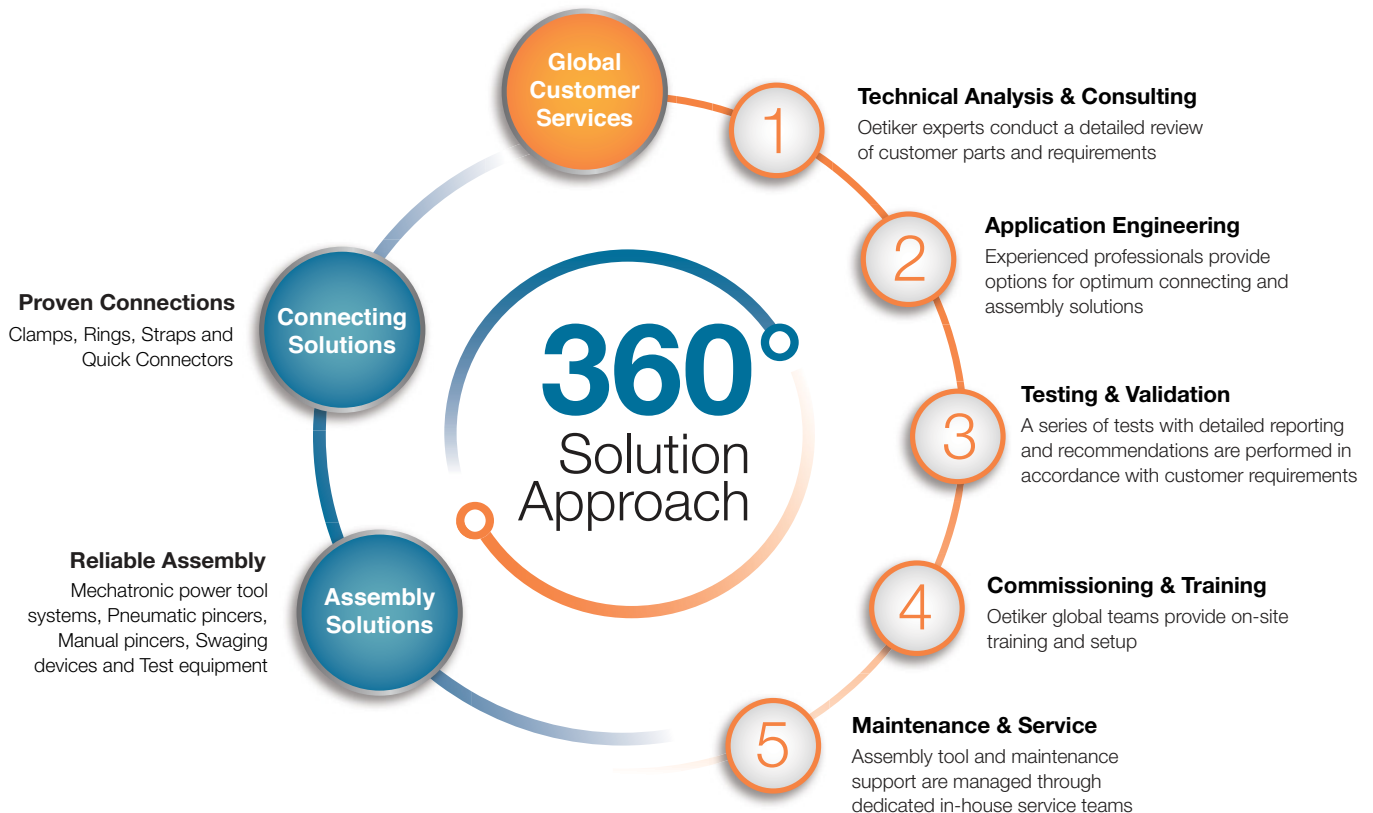 Global
Customer
Services
1
Technical Analysis & Consulting
Oetiker experts conduct a detailed review
of customer parts and requirements
2
Application Engineering
Experienced professionals provide
options for optimum connecting and
assembly solutions
3
Testing & Validation
A series of tests with detailed reporting
and recommendations are performed in
accordance with customer requirements
4
Commissioning & Training
Oetiker global teams provide on-site
training and setup
5
Maintenance & Service
Assembly tool and maintenance
support are managed through
dedicated in-house service teams
Proven Connections
Clamps, Rings, Straps and
Quick Connectors
Connecting
Solutions
Reliable Assembly
Mechatronic power tool
systems, Pneumatic pincers,
Manual pincers, Swaging
devices and Test equipment
Assembly
Solutions
360°
Solution
Approach